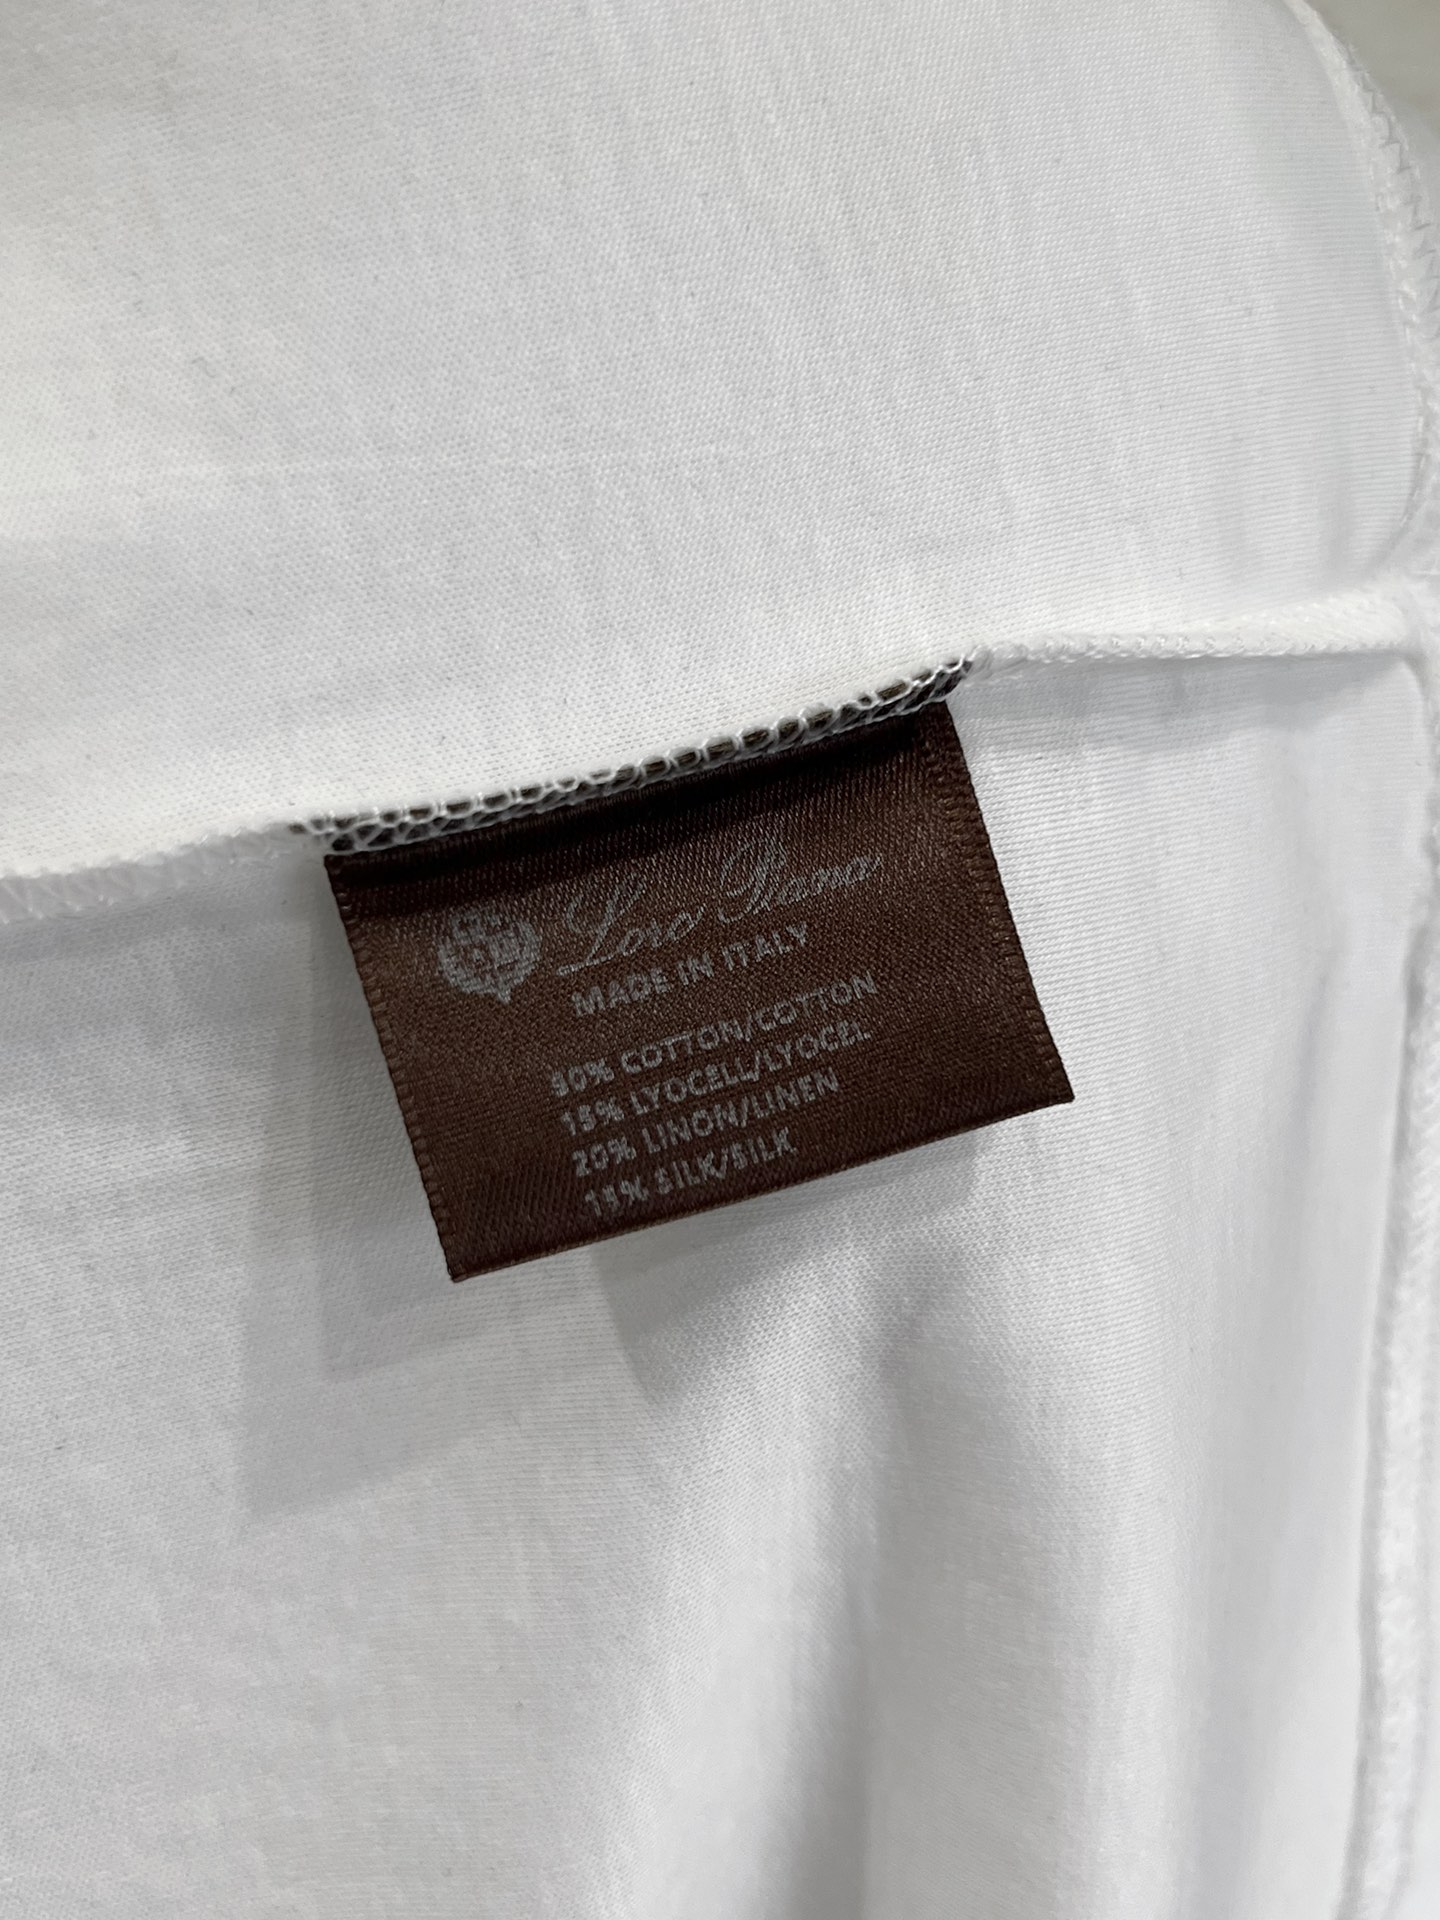 Loro Piana
MADE IN ITALY
50% COTTON/COTTON
15% LYOCELL/LYOCEL
20% LINON/LINEN
15% SILK/SILK